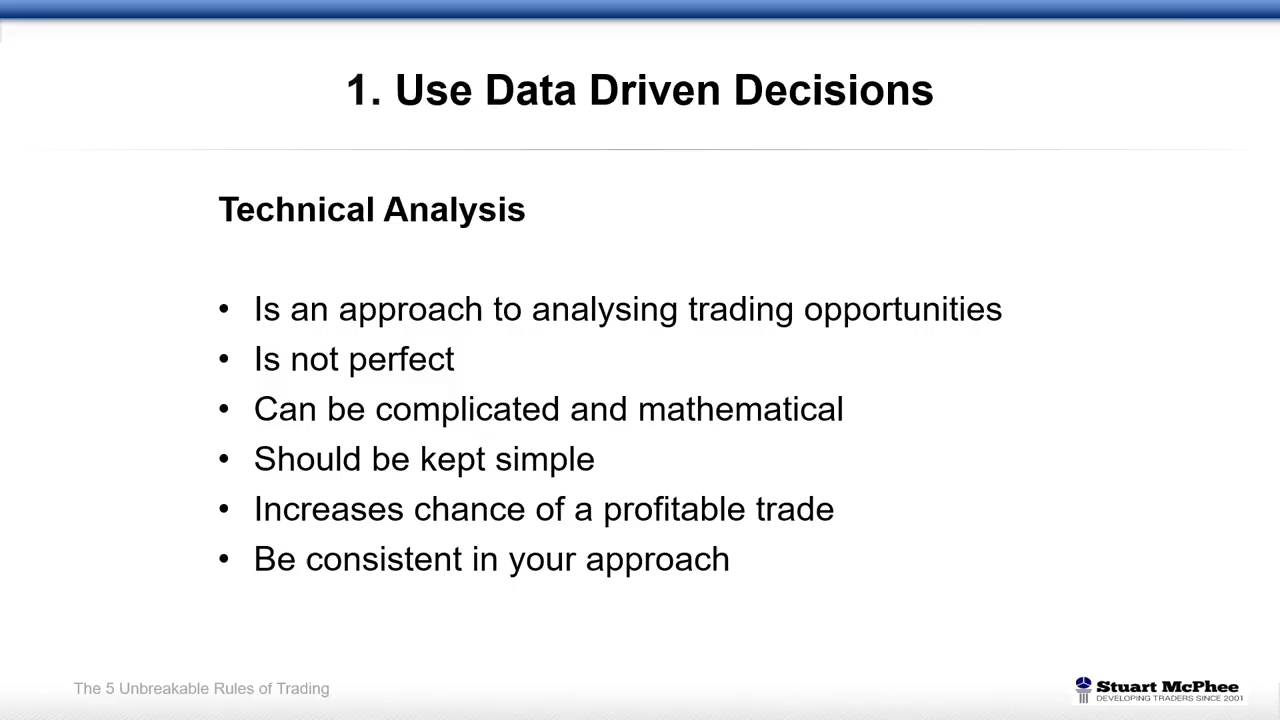 1. Use Data Driven Decisions
Technical Analysis
• Is an approach to analysing trading opportunities
• Is not perfect
• Can be complicated and mathematical
• Should be kept simple
• Increases chance of a profitable trade
• Be consistent in your approach
The 5 Unbreakable Rules of Trading
Stuart McPhee
DEVELOPING TRADERS SINCE 2001